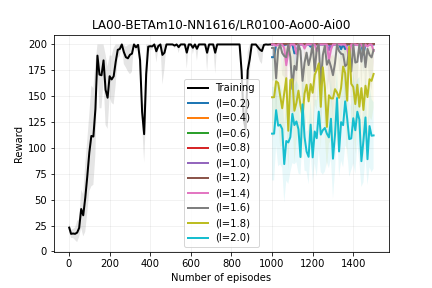 LA00-BETAm10-NN1616/LR0100-Ao00-Ai00
200
175
150
125
100
75
50
25
0
Reward
Training
(l=0.2)
(l=0.4)
(l=0.6)
(l=0.8)
(l=1.0)
(l=1.2)
(l=1.4)
(l=1.6)
(l=1.8)
(l=2.0)
0 200 400 600 800 1000 1200 1400
Number of episodes